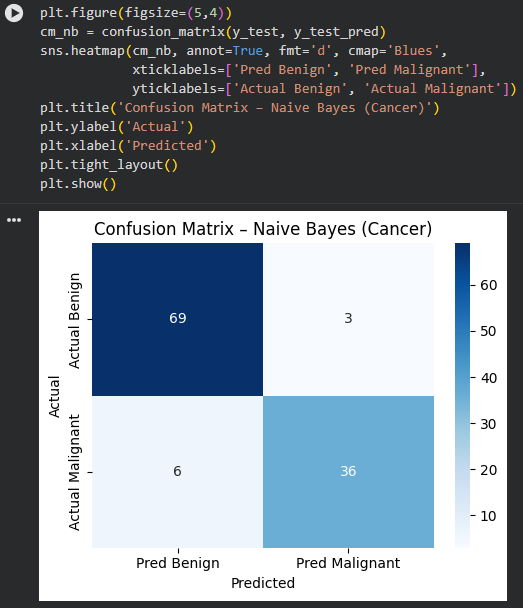 plt.figure(figsize=(5,4))
cm_nb = confusion_matrix(y_test, y_test_pred)
sns.heatmap(cm_nb, annot=True, fmt='d', cmap='Blues',
            xticklabels=['Pred Benign', 'Pred Malignant'],
            yticklabels=['Actual Benign', 'Actual Malignant'])
plt.title('Confusion Matrix – Naive Bayes (Cancer)')
plt.ylabel('Actual')
plt.xlabel('Predicted')
plt.tight_layout()
plt.show()
Confusion Matrix – Naive Bayes (Cancer)
Actual
Actual Benign
69
3
Actual Malignant
6
36
Pred Benign
Pred Malignant
Predicted
60
50
40
30
20
10